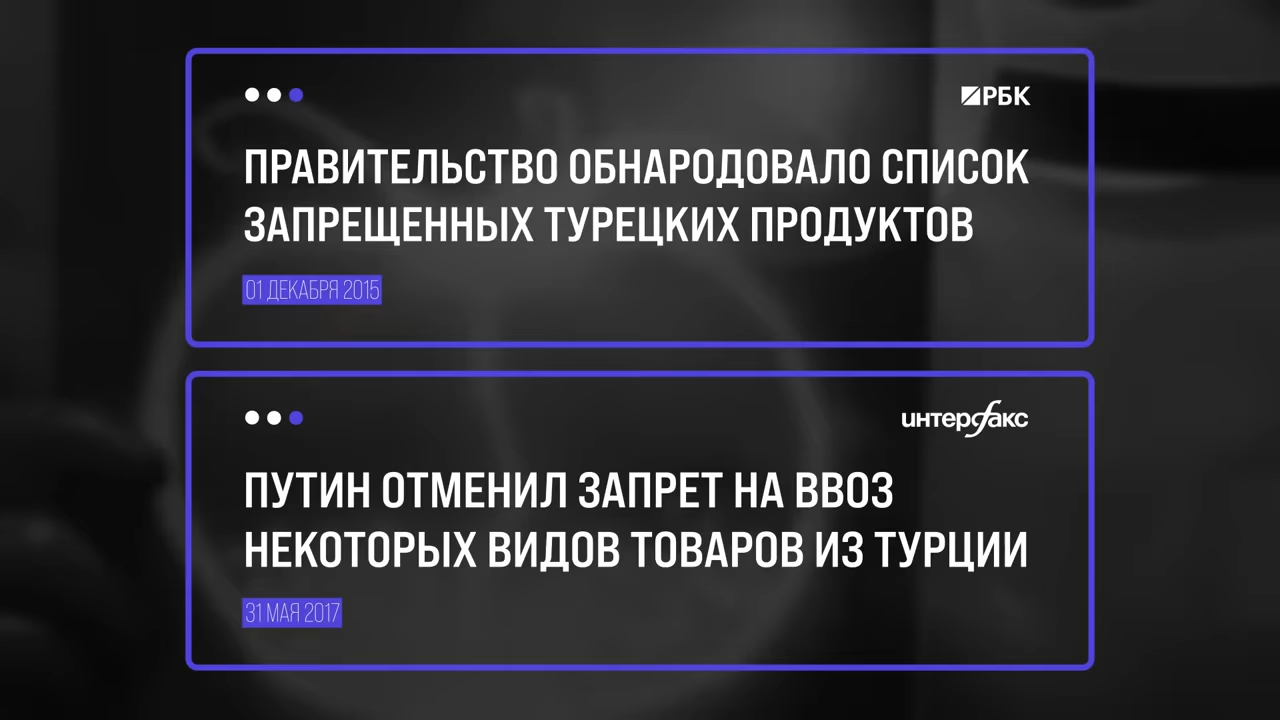 РБК
ПРАВИТЕЛЬСТВО ОБНАРОДОВАЛО СПИСОК
ЗАПРЕЩЕННЫХ ТУРЕЦКИХ ПРОДУКТОВ
01 ДЕКАБРЯ 2015
интерфакс
ПУТИН ОТМЕНИЛ ЗАПРЕТ НА ВВОЗ
НЕКОТОРЫХ ВИДОВ ТОВАРОВ ИЗ ТУРЦИИ
31 МАЯ 2017